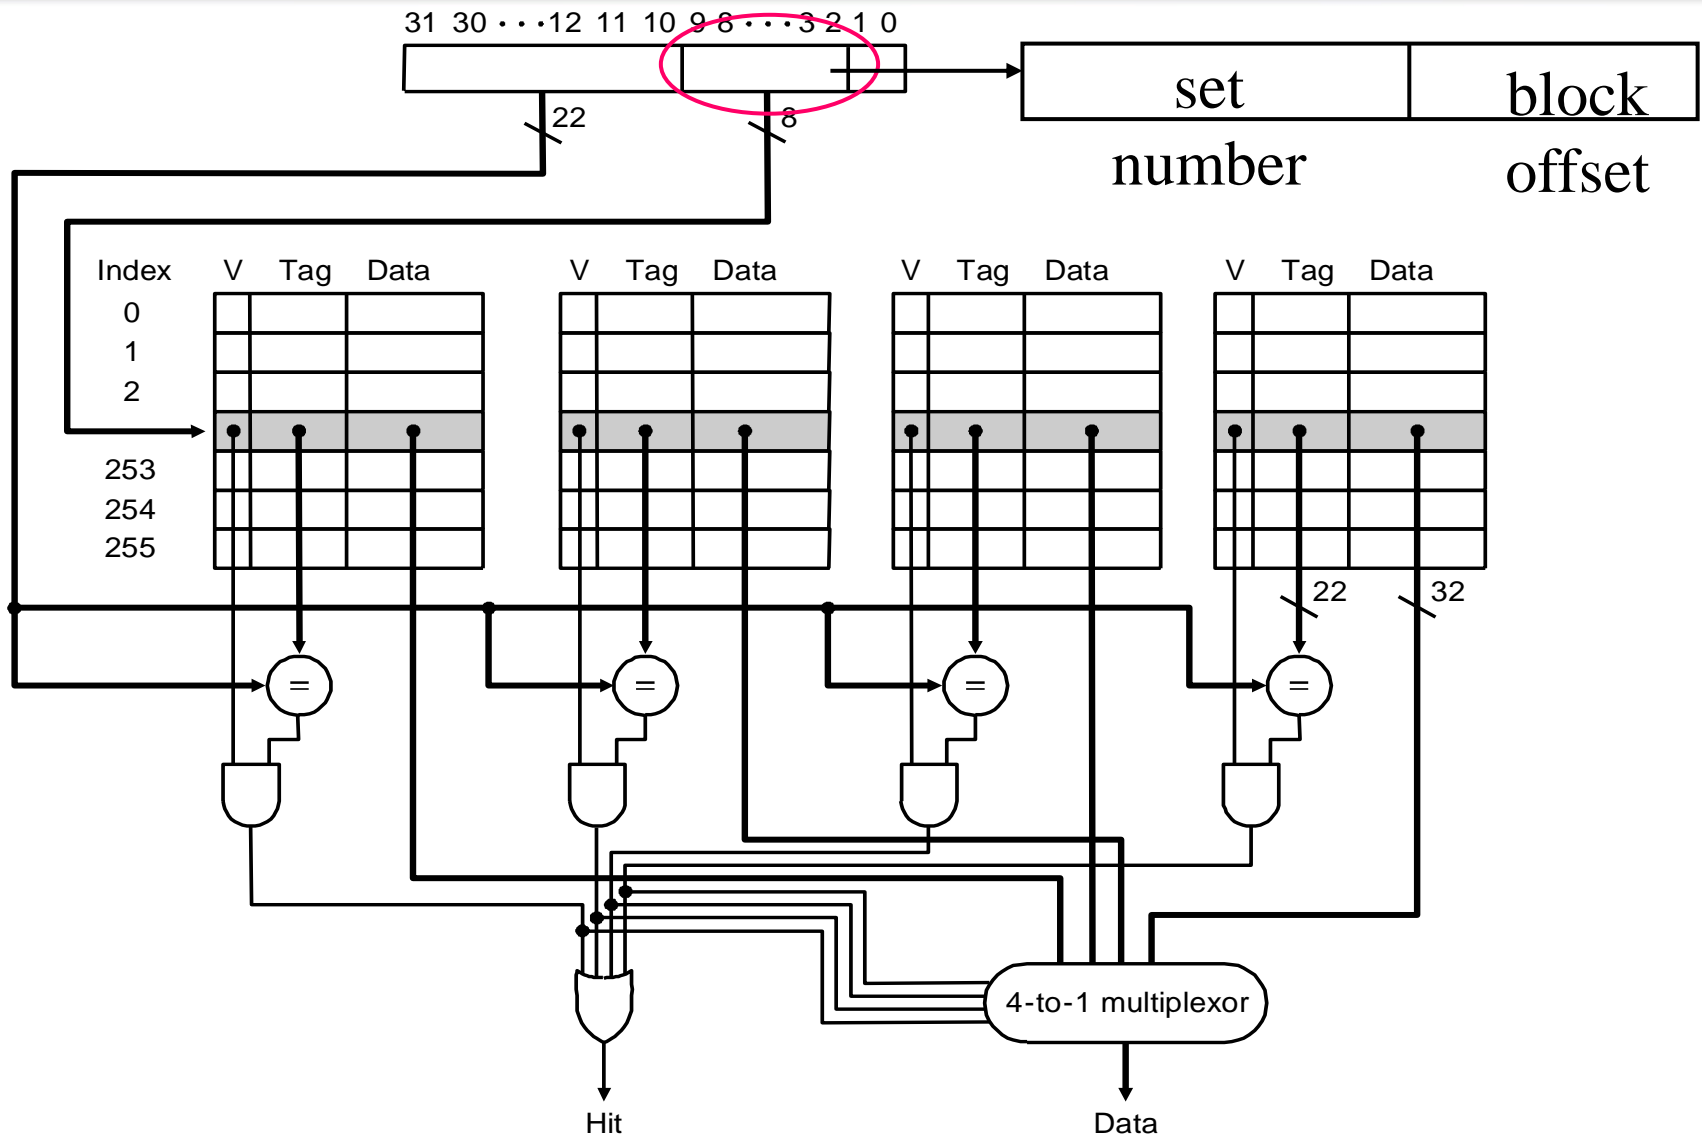 31 30 · · · 12 11 10 9 8 · · · 3 2 1 0
set block
22 8
number offset
Index V Tag Data V Tag Data V Tag Data V Tag Data
0
1
2
253
254
255
22 32
= = = =
4-to-1 multiplexor
Hit Data